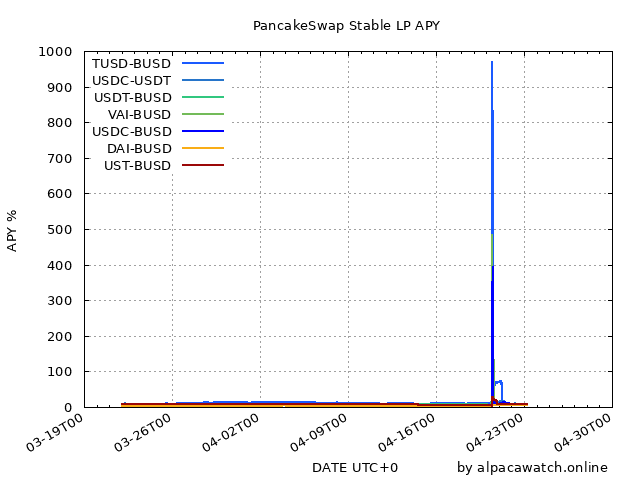 PancakeSwap Stable LP APY
1000
900
800
700
600
500
400
300
200
100
0
APY %
TUSD-BUSD
USDC-USDT
USDT-BUSD
VAI-BUSD
USDC-BUSD
DAI-BUSD
UST-BUSD
03-19T00 03-26T00 04-02T00 04-09T00 04-16T00 04-23T00 04-30T00
DATE UTC+0 by alpacawatch.online